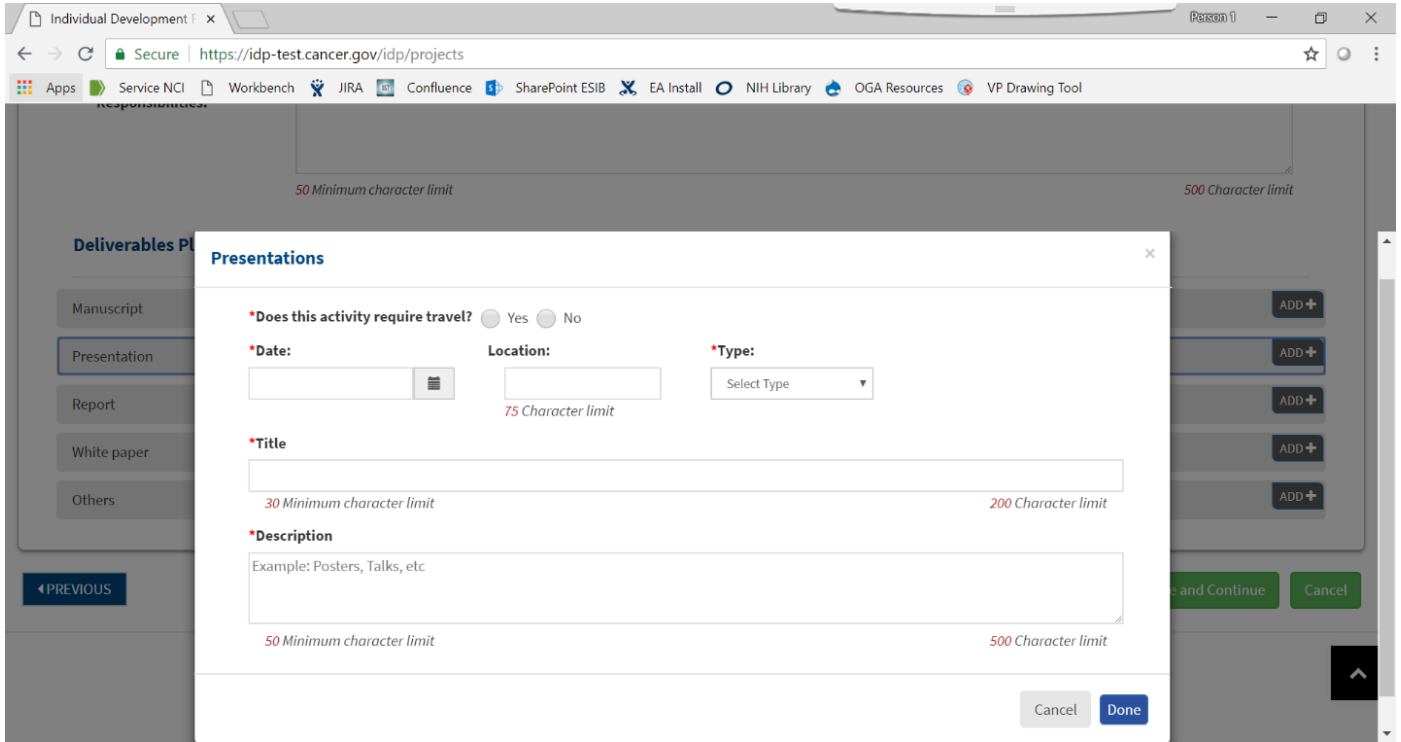 Individual Development P
Person 1
Secure https://idp-test.cancer.gov/idp/projects
Apps Service NCI Workbench JIRA Confluence SharePoint ESIB EA Install NIH Library OGA Resources VP Drawing Tool
Responsibilities:
50 Minimum character limit 500 Character limit
Deliverables Pl
Presentations ×
Manuscript ADD
*Does this activity require travel? Yes No
Presentation ADD
*Date: Location: *Type:
Select Type
Report ADD
75 Character limit
White paper ADD
*Title
30 Minimum character limit 200 Character limit
Others ADD
*Description
Example: Posters, Talks, etc
PREVIOUS e and Continue Cancel
50 Minimum character limit 500 Character limit
Cancel Done